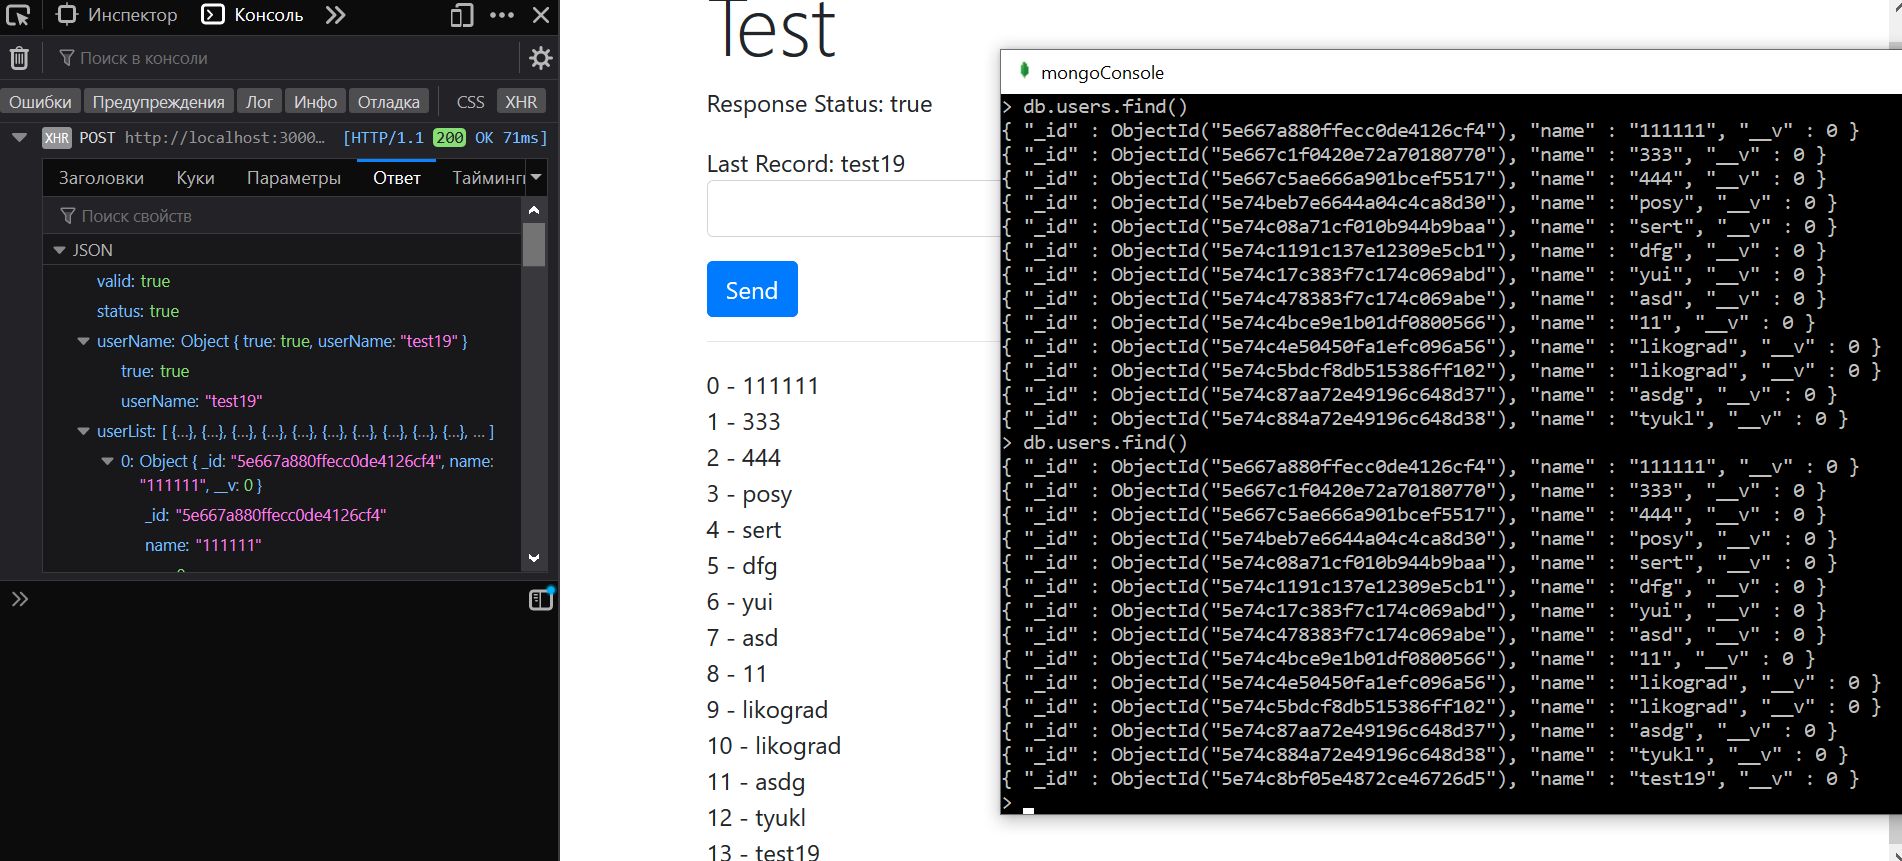 Инспектор Консоль
Поиск в консоли
Ошибки Предупреждения Лог Инфо Отладка CSS XHR
XHR POST http://localhost:3000… [HTTP/1.1 200 OK 71ms]
Заголовки Куки Параметры Ответ Тайминги
Поиск свойств
JSON
valid: true
status: true
userName: Object { true: true, userName: "test19" }
true: true
userName: "test19"
userList: [ {…}, {…}, {…}, {…}, {…}, {…}, {…}, {…}, {…}, {…}, … ]
0: Object { _id: "5e667a880ffecc0de4126cf4", name:
"111111", __v: 0 }
_id: "5e667a880ffecc0de4126cf4"
name: "111111"
Test
Response Status: true
Last Record: test19
Send
0 - 111111
1 - 333
2 - 444
3 - posy
4 - sert
5 - dfg
6 - yui
7 - asd
8 - 11
9 - likograd
10 - likograd
11 - asdg
12 - tyukl
13 - test19
mongoConsole
> db.users.find()
{ "_id" : ObjectId("5e667a880ffecc0de4126cf4"), "name" : "111111", "__v" : 0 }
{ "_id" : ObjectId("5e667c1f0420e72a70180770"), "name" : "333", "__v" : 0 }
{ "_id" : ObjectId("5e667c5ae666a901bcef5517"), "name" : "444", "__v" : 0 }
{ "_id" : ObjectId("5e74beb7e6644a04c4ca8d30"), "name" : "posy", "__v" : 0 }
{ "_id" : ObjectId("5e74c08a71cf010b944b9baa"), "name" : "sert", "__v" : 0 }
{ "_id" : ObjectId("5e74c1191c137e12309e5cb1"), "name" : "dfg", "__v" : 0 }
{ "_id" : ObjectId("5e74c17c383f7c174c069abd"), "name" : "yui", "__v" : 0 }
{ "_id" : ObjectId("5e74c478383f7c174c069abe"), "name" : "asd", "__v" : 0 }
{ "_id" : ObjectId("5e74c4bce9e1b01df0800566"), "name" : "11", "__v" : 0 }
{ "_id" : ObjectId("5e74c4e50450fa1efc096a56"), "name" : "likograd", "__v" : 0 }
{ "_id" : ObjectId("5e74c5bdcf8db515386ff102"), "name" : "likograd", "__v" : 0 }
{ "_id" : ObjectId("5e74c87aa72e49196c648d37"), "name" : "asdg", "__v" : 0 }
{ "_id" : ObjectId("5e74c884a72e49196c648d38"), "name" : "tyukl", "__v" : 0 }
> db.users.find()
{ "_id" : ObjectId("5e667a880ffecc0de4126cf4"), "name" : "111111", "__v" : 0 }
{ "_id" : ObjectId("5e667c1f0420e72a70180770"), "name" : "333", "__v" : 0 }
{ "_id" : ObjectId("5e667c5ae666a901bcef5517"), "name" : "444", "__v" : 0 }
{ "_id" : ObjectId("5e74beb7e6644a04c4ca8d30"), "name" : "posy", "__v" : 0 }
{ "_id" : ObjectId("5e74c08a71cf010b944b9baa"), "name" : "sert", "__v" : 0 }
{ "_id" : ObjectId("5e74c1191c137e12309e5cb1"), "name" : "dfg", "__v" : 0 }
{ "_id" : ObjectId("5e74c17c383f7c174c069abd"), "name" : "yui", "__v" : 0 }
{ "_id" : ObjectId("5e74c478383f7c174c069abe"), "name" : "asd", "__v" : 0 }
{ "_id" : ObjectId("5e74c4bce9e1b01df0800566"), "name" : "11", "__v" : 0 }
{ "_id" : ObjectId("5e74c4e50450fa1efc096a56"), "name" : "likograd", "__v" : 0 }
{ "_id" : ObjectId("5e74c5bdcf8db515386ff102"), "name" : "likograd", "__v" : 0 }
{ "_id" : ObjectId("5e74c87aa72e49196c648d37"), "name" : "asdg", "__v" : 0 }
{ "_id" : ObjectId("5e74c884a72e49196c648d38"), "name" : "tyukl", "__v" : 0 }
{ "_id" : ObjectId("5e74c8bf05e4872ce46726d5"), "name" : "test19", "__v" : 0 }
>